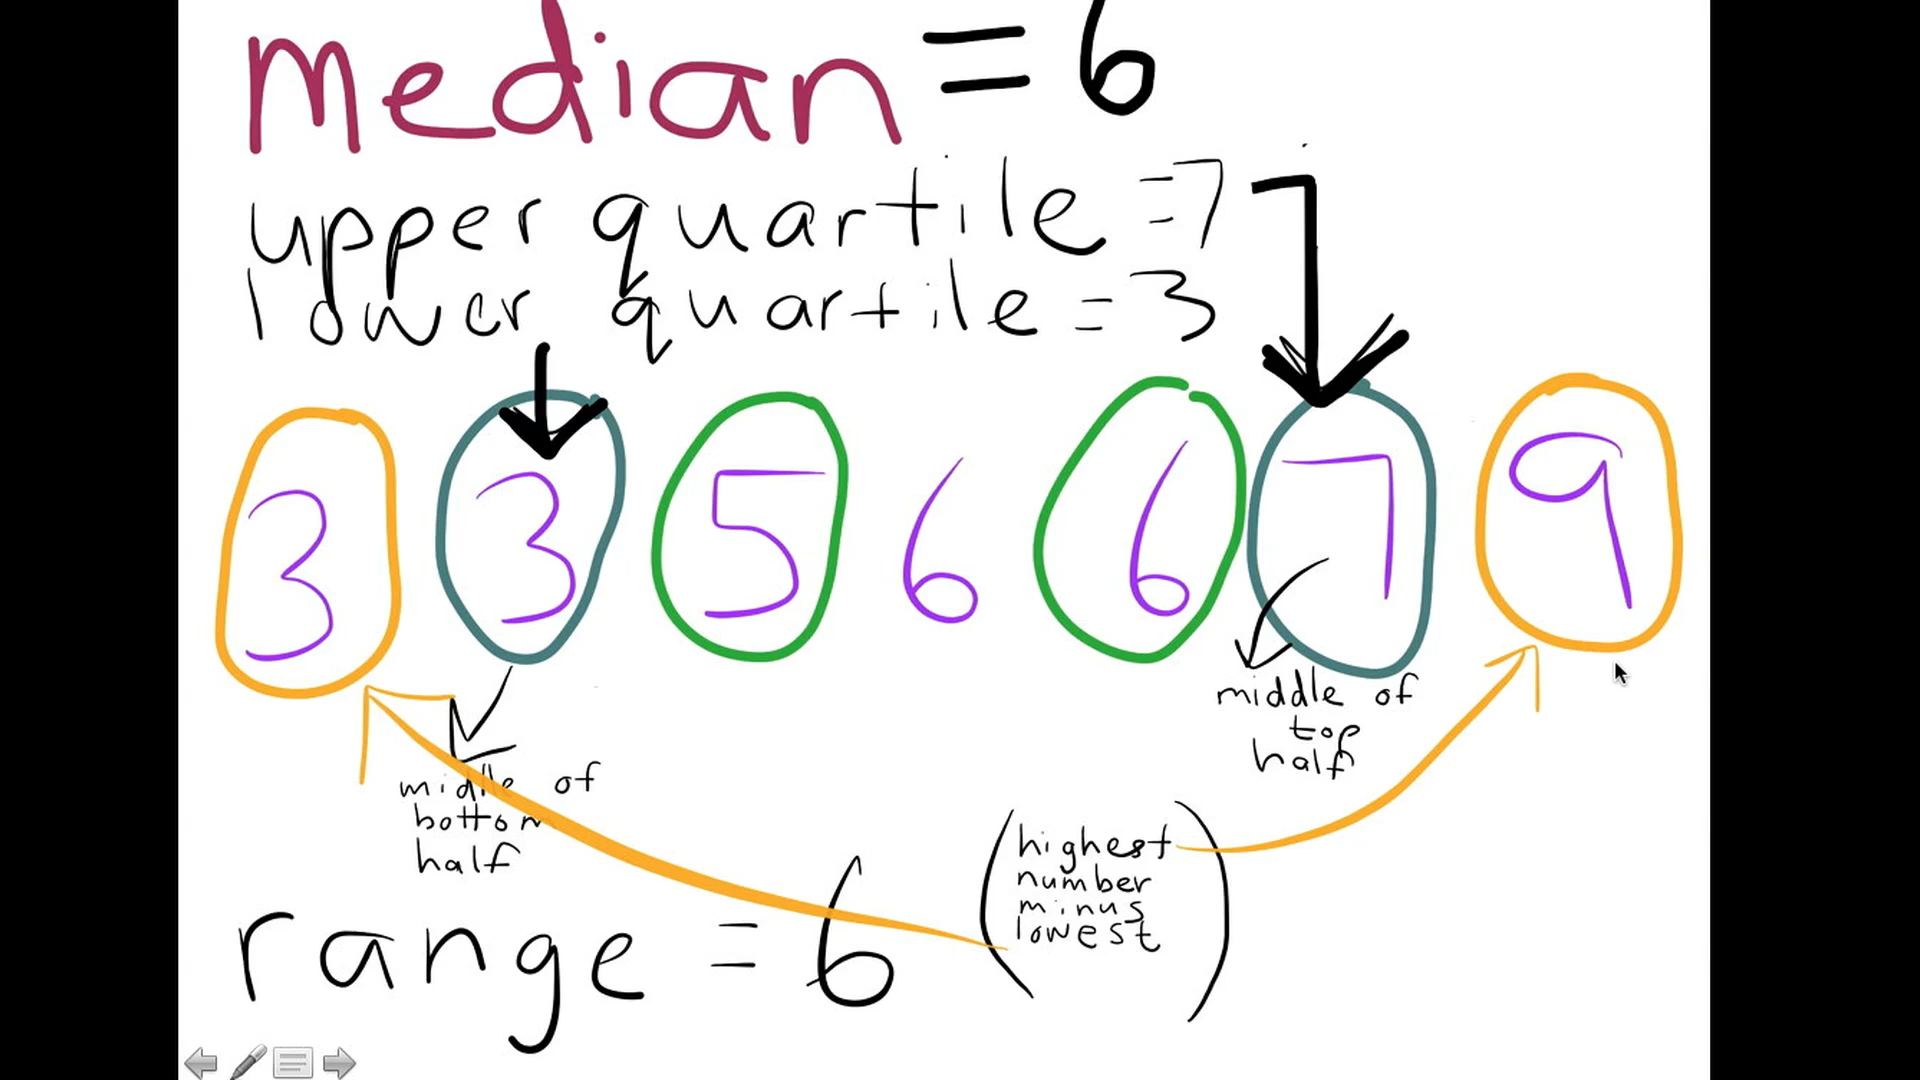 median = 6
upper quartile = 7
lower quartile = 3
3 3 5 6 6 7 9
middle of
top
half
middle of
bottom
half
highest
number
minus
lowest
range = 6 (
)